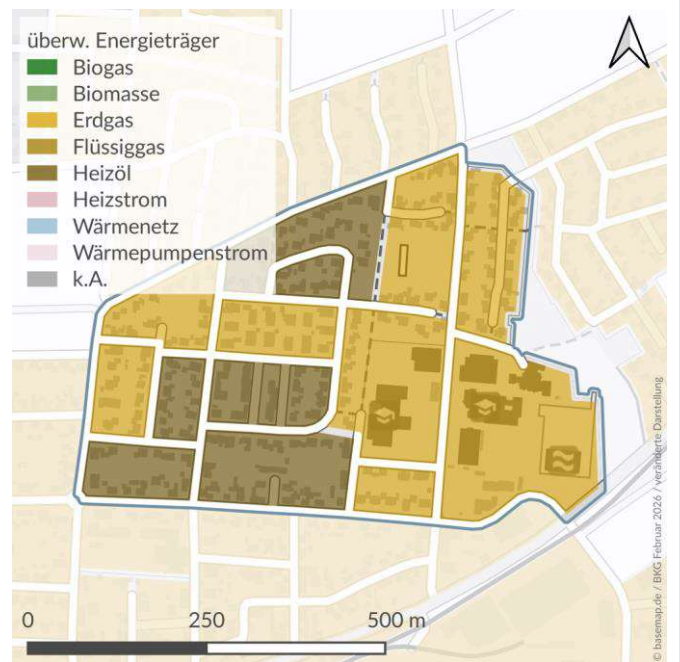 überw. Energieträger
Biogas
Biomasse
Erdgas
Flüssiggas
Heizöl
Heizstrom
Wärmenetz
Wärmepumpenstrom
k.A.
0 250 500 m
© basemap.de / BKG Februar 2026 / veränderte Darstellung